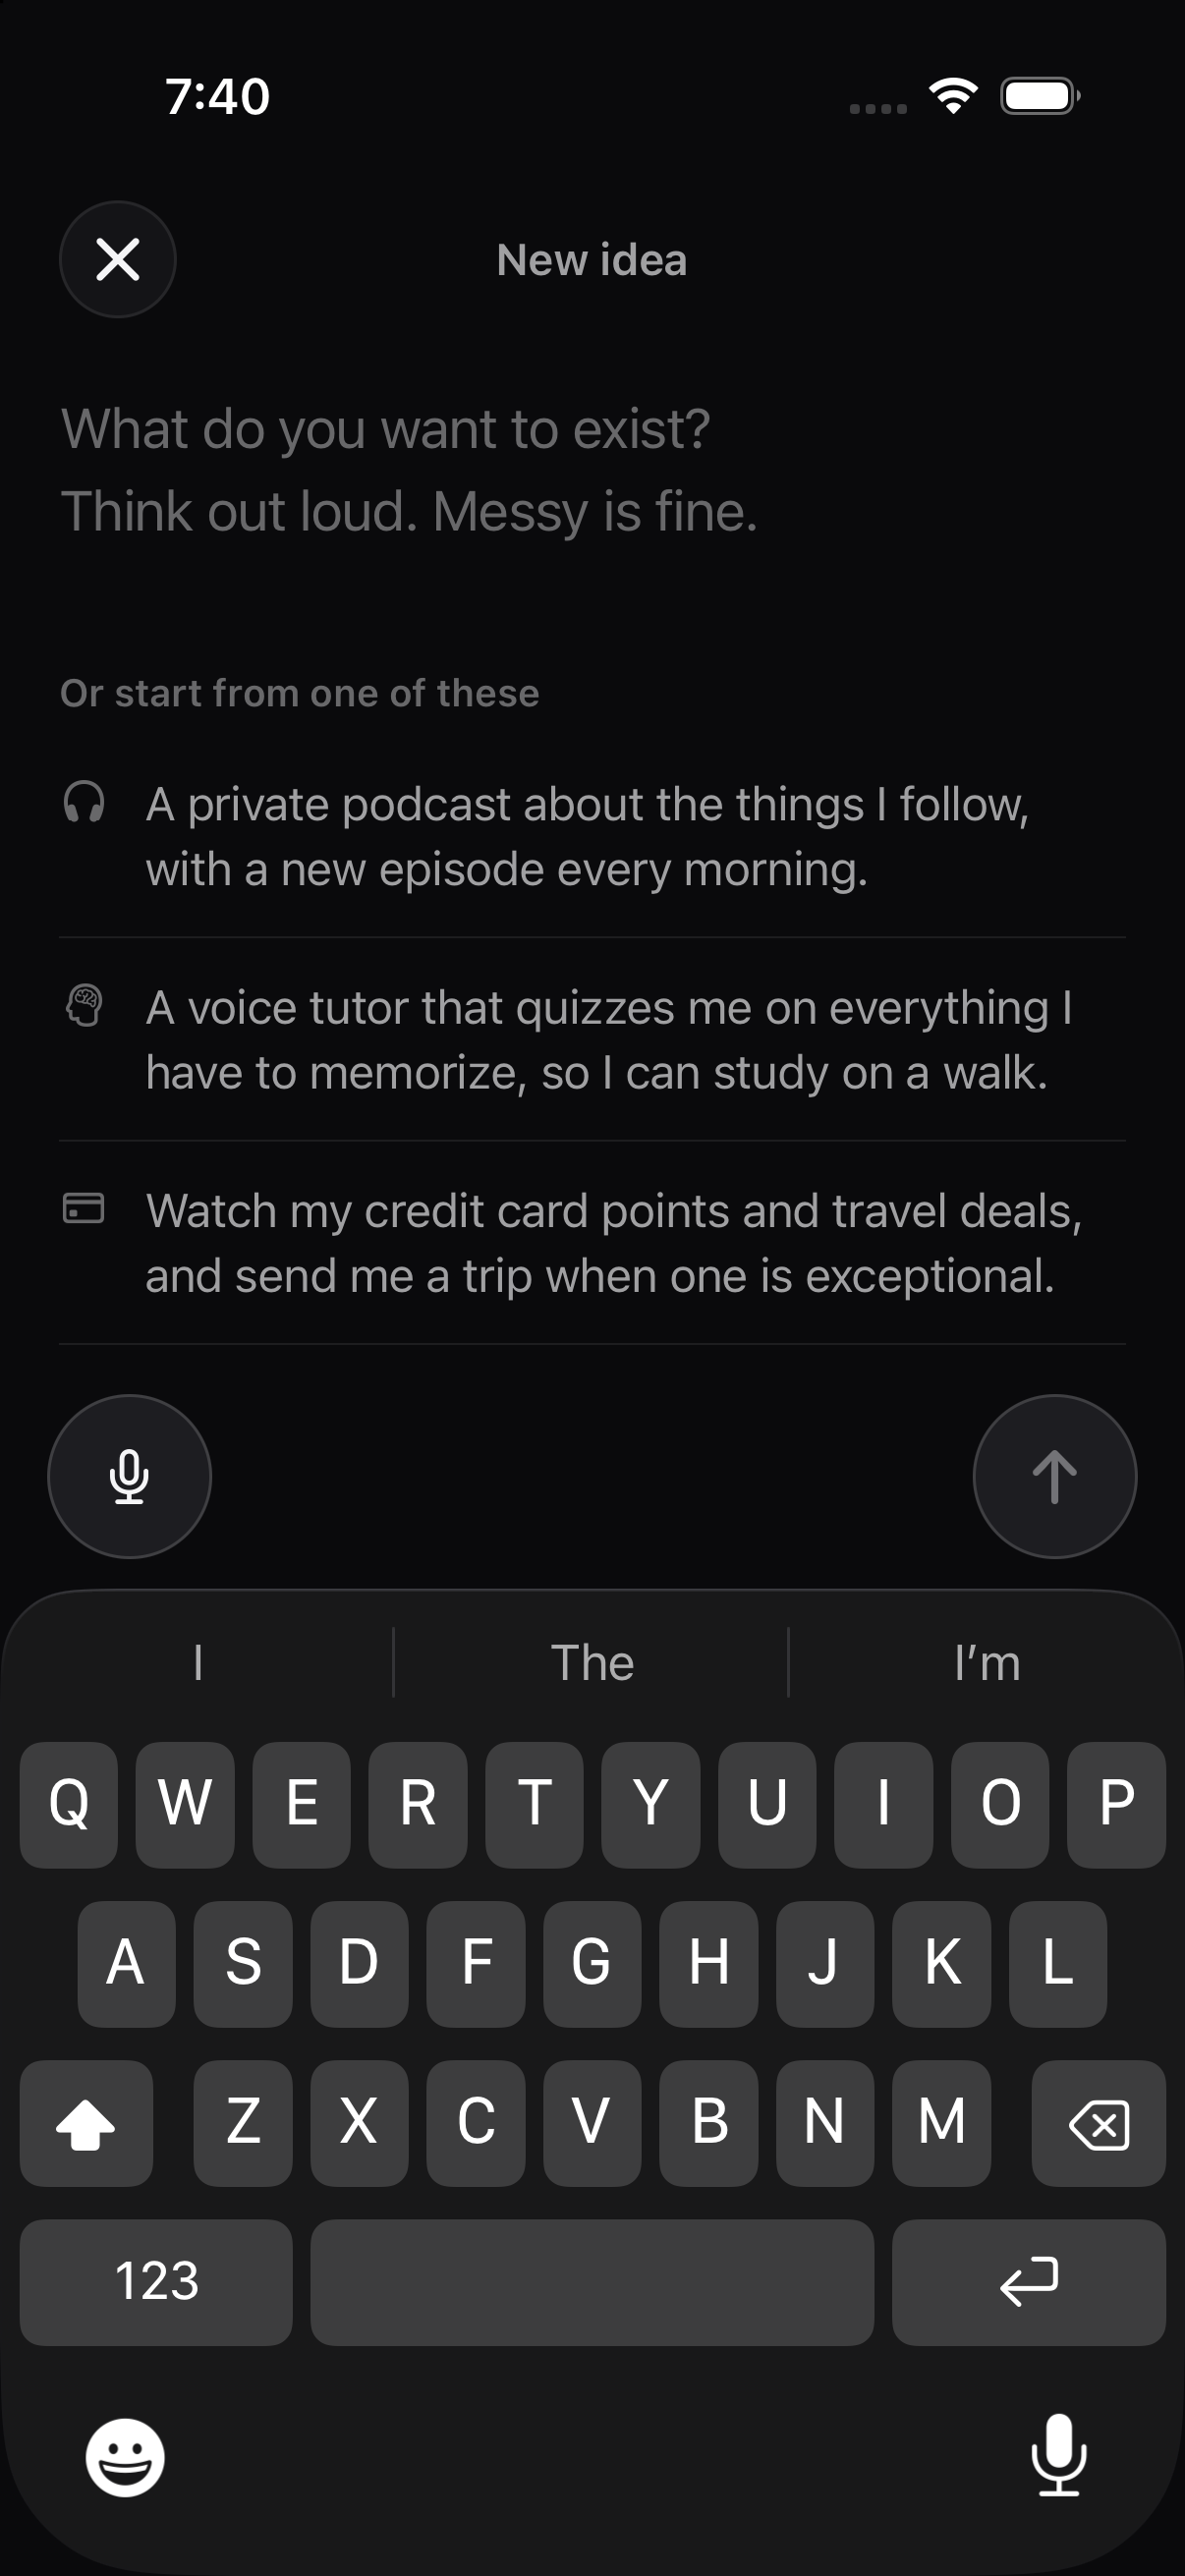 7:40
New idea
What do you want to exist?
Think out loud. Messy is fine.
Or start from one of these
A private podcast about the things I follow,
with a new episode every morning.
A voice tutor that quizzes me on everything I
have to memorize, so I can study on a walk.
Watch my credit card points and travel deals,
and send me a trip when one is exceptional.
I The I’m
Q W E R T Y U I O P
A S D F G H J K L
Z X C V B N M
123